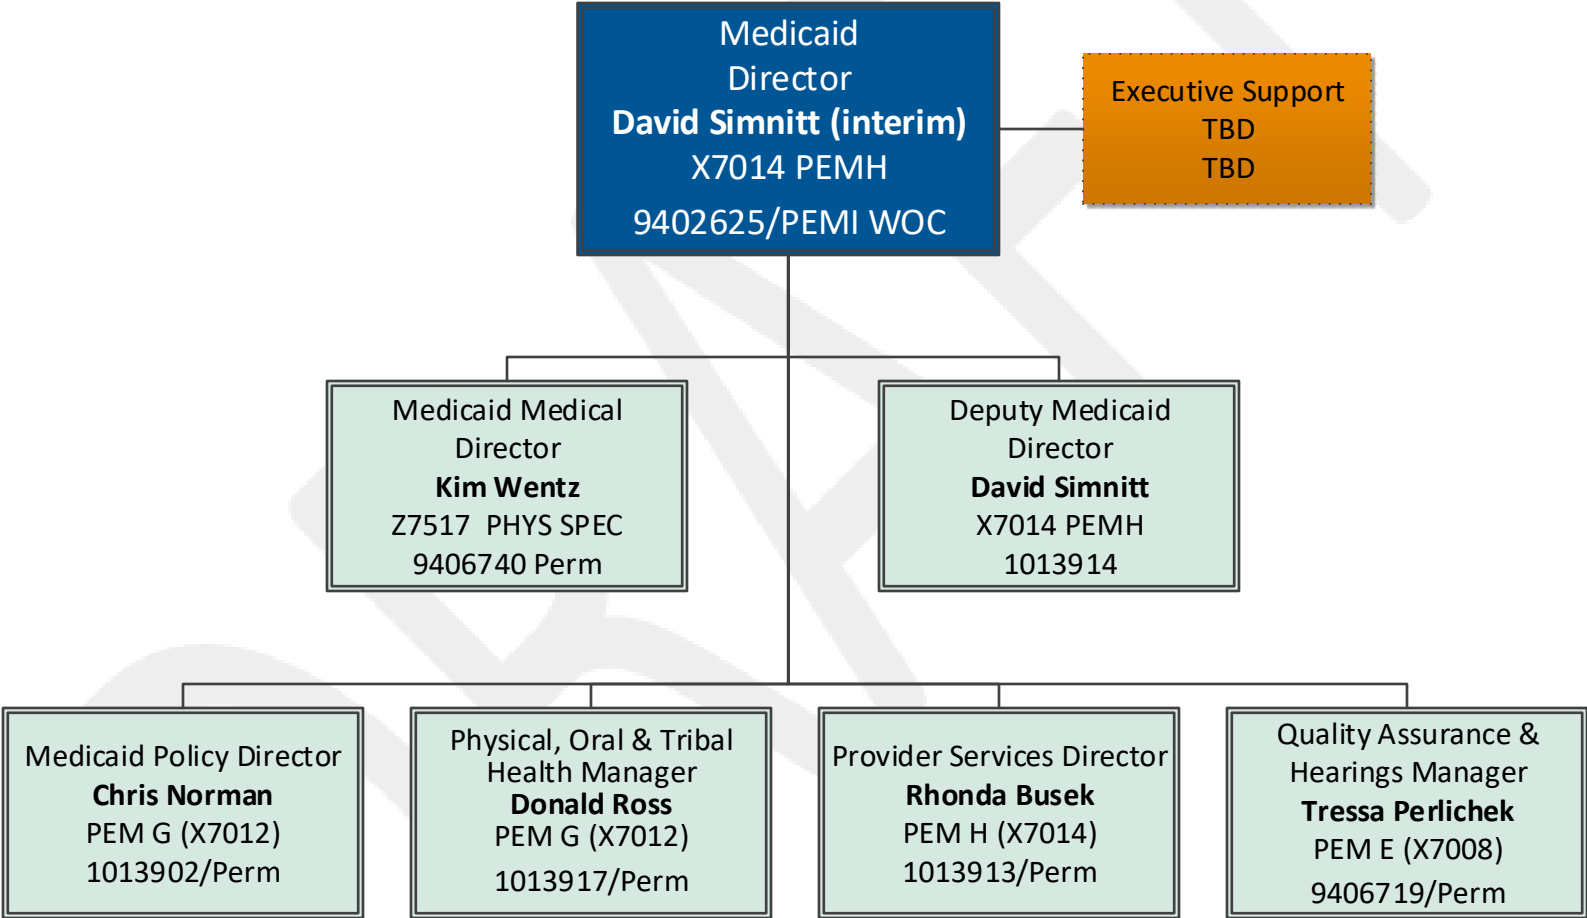 Medicaid
Director
David Simnitt (interim)
X7014 PEMH
9402625/PEMI WOC
Executive Support
TBD
TBD
Medicaid Medical
Director
Kim Wentz
Z7517 PHYS SPEC
9406740 Perm
Deputy Medicaid
Director
David Simnitt
X7014 PEMH
1013914
Medicaid Policy Director
Chris Norman
PEM G (X7012)
1013902/Perm
Physical, Oral & Tribal
Health Manager
Donald Ross
PEM G (X7012)
1013917/Perm
Provider Services Director
Rhonda Busek
PEM H (X7014)
1013913/Perm
Quality Assurance &
Hearings Manager
Tressa Perlichek
PEM E (X7008)
9406719/Perm
DRAFT